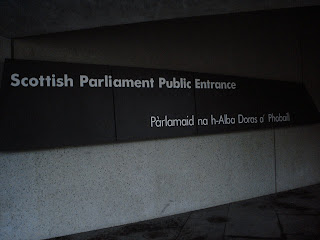 Scottish Parliament Public Entrance
Pàrlamaid na h-Alba Doras a' Phobaill